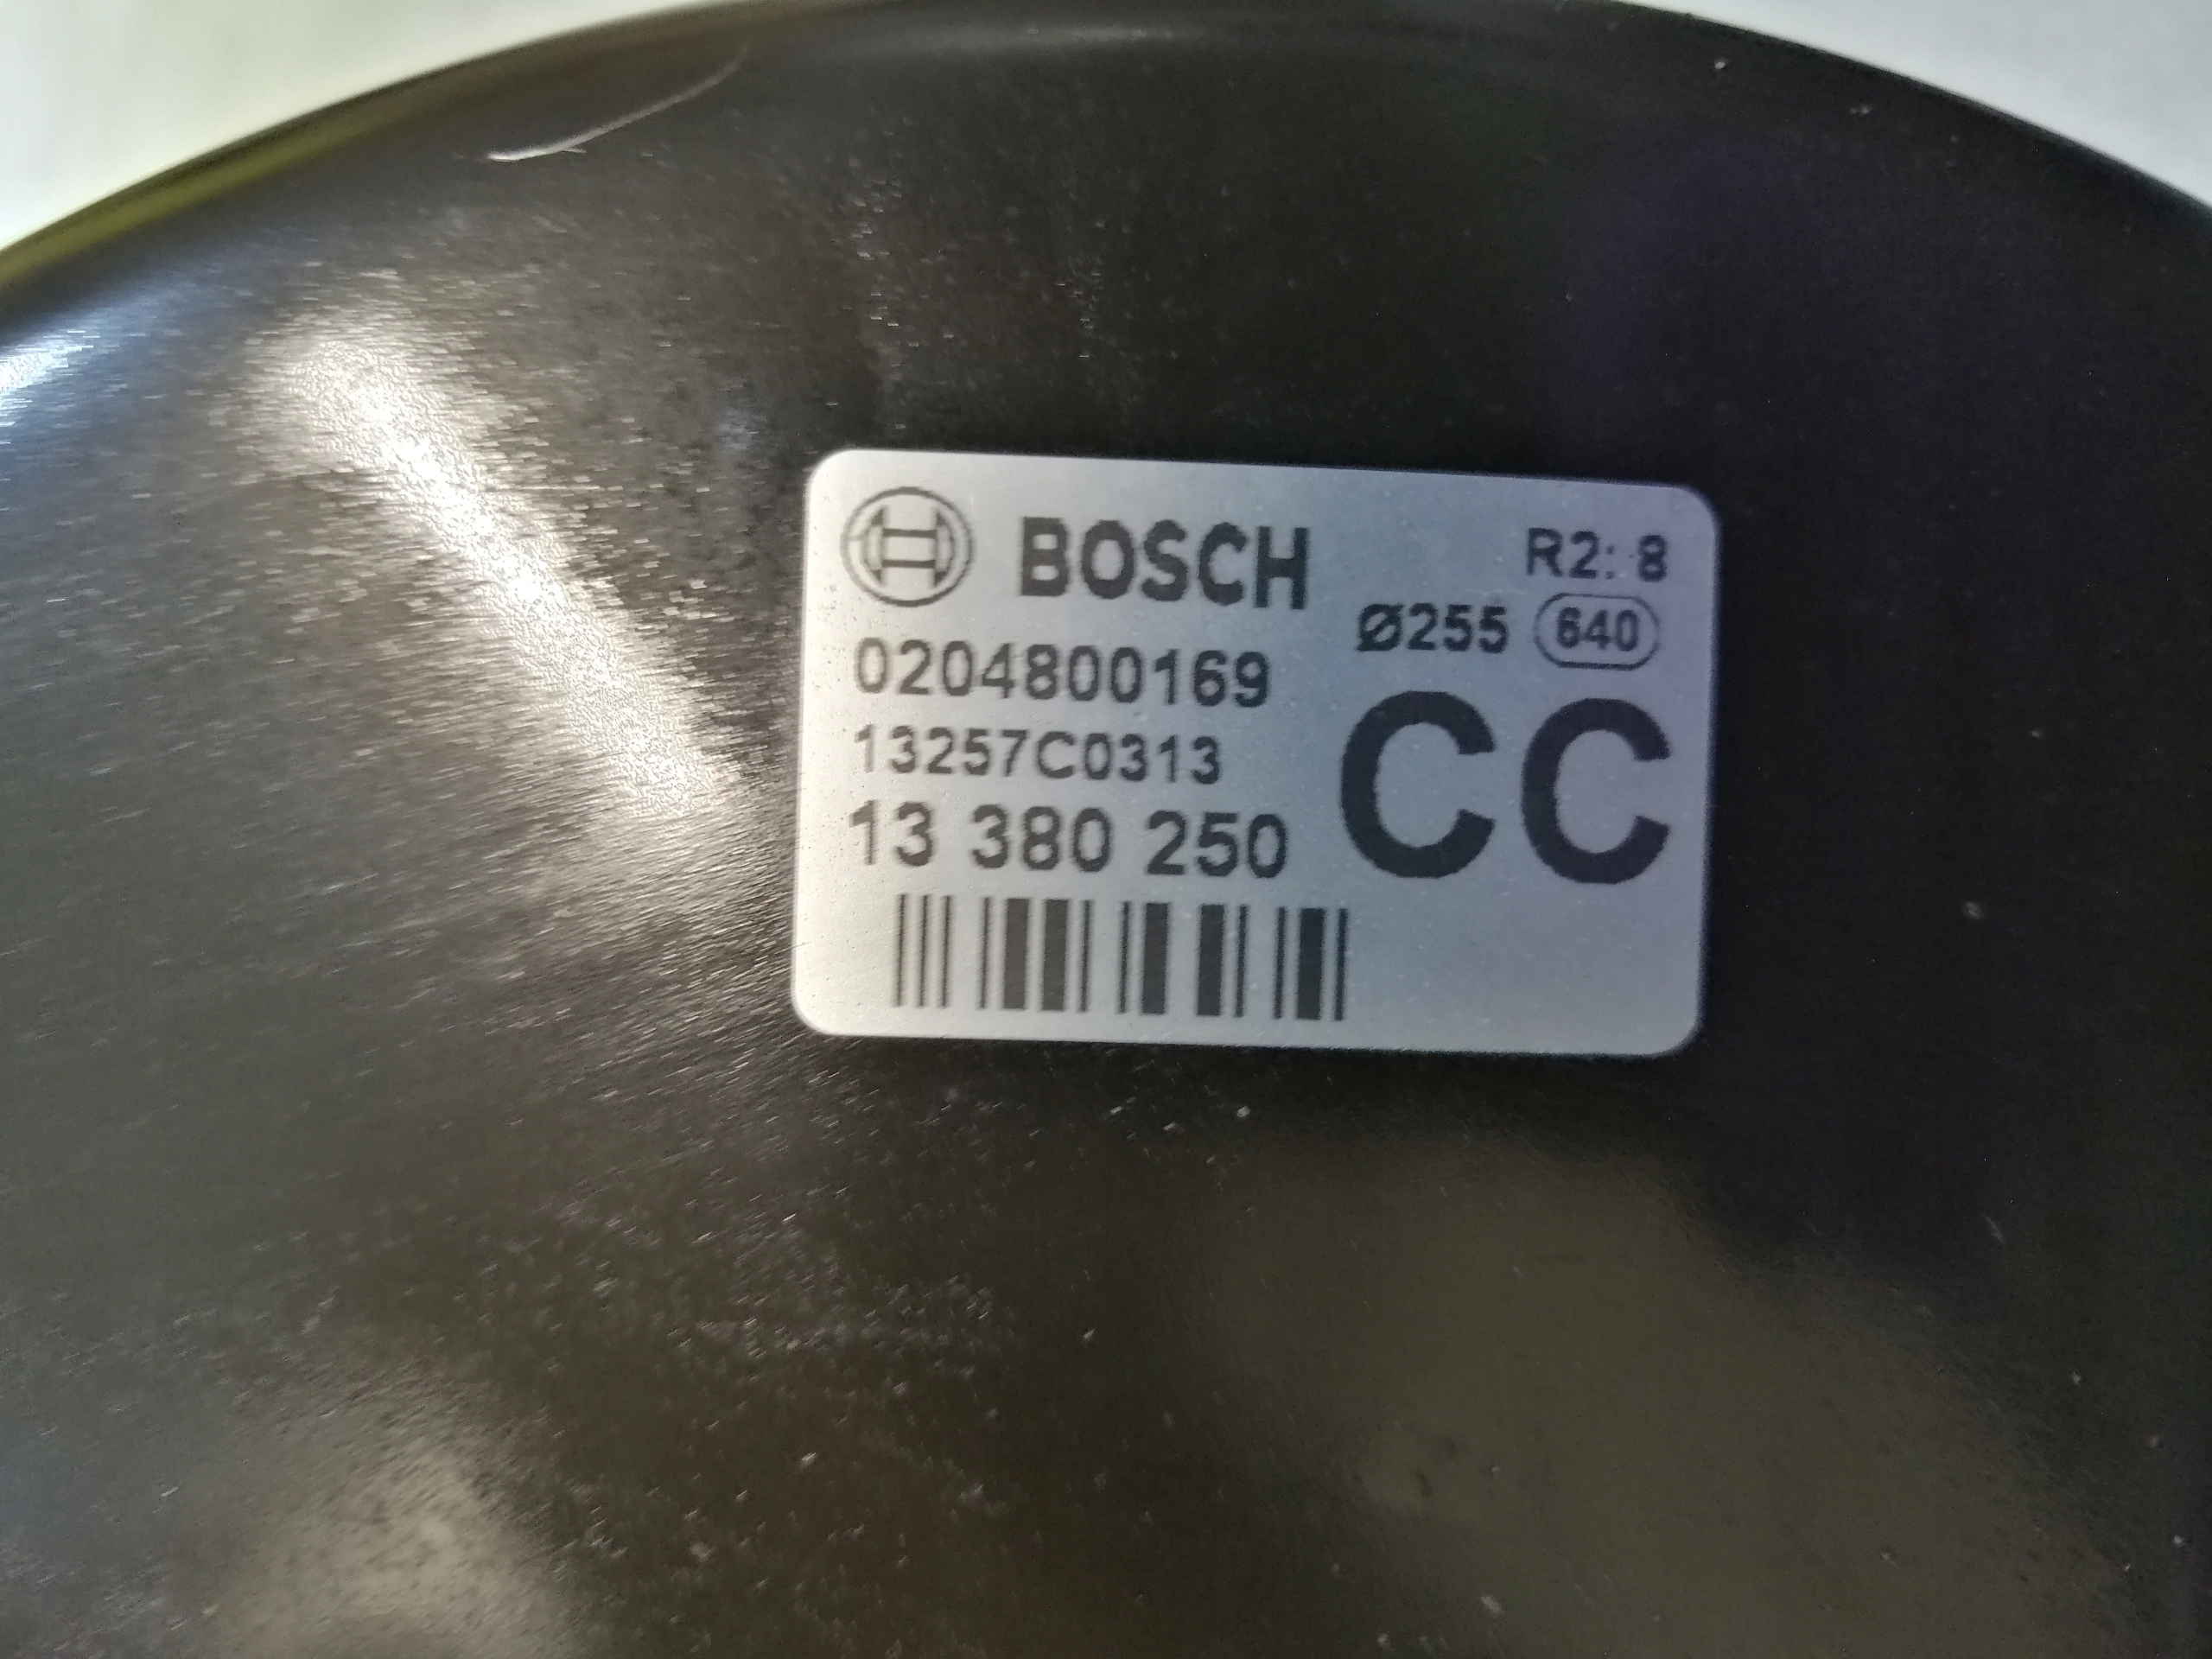 BOSCH
R2: 8
Ø255 640
0204800169
13257C0313
13 380 250
CC